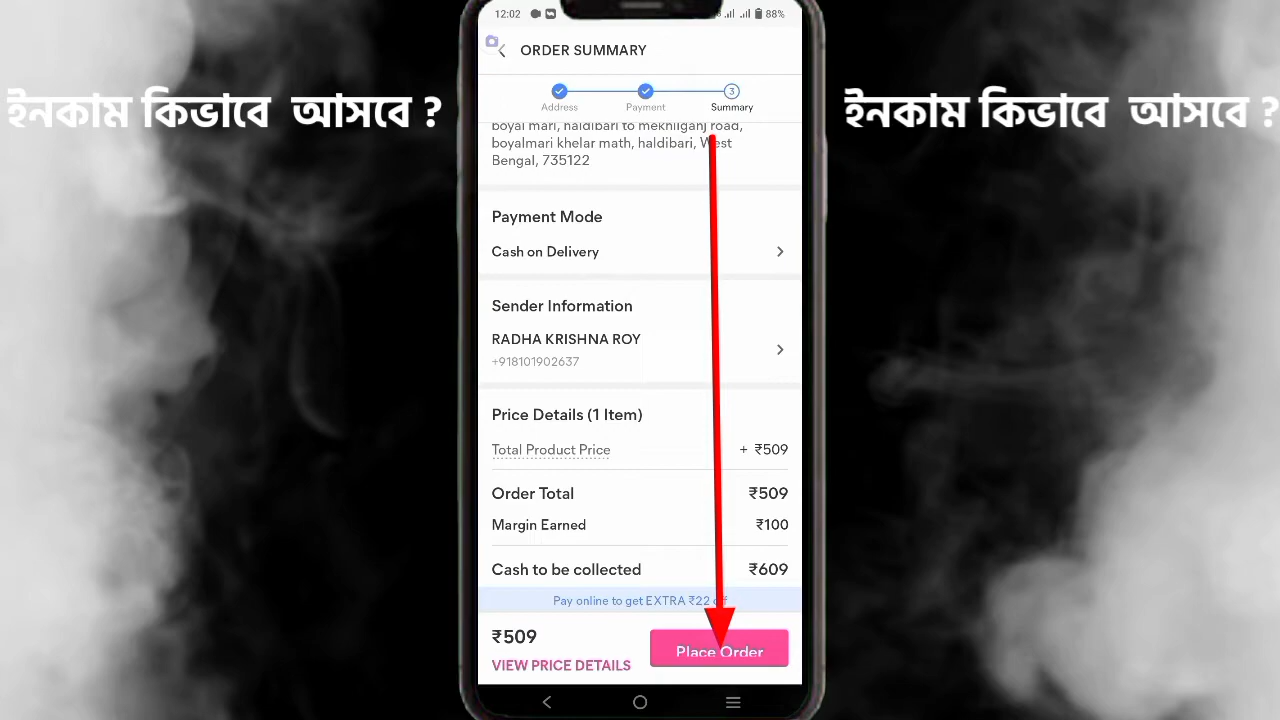 12:02
88%
ORDER SUMMARY
3
Address
Payment
Summary
ইনকাম কিভাবে আসবে ?
ইনকাম কিভাবে আসবে ?
boyal mari, haldibari to mekhliganj road,
boyalmari khelar math, haldibari, West
Bengal, 735122
Payment Mode
Cash on Delivery
Sender Information
RADHA KRISHNA ROY
+918101902637
Price Details (1 Item)
Total Product Price + ₹509
Order Total ₹509
Margin Earned ₹100
Cash to be collected ₹609
Pay online to get EXTRA ₹22 off
₹509
VIEW PRICE DETAILS
Place Order